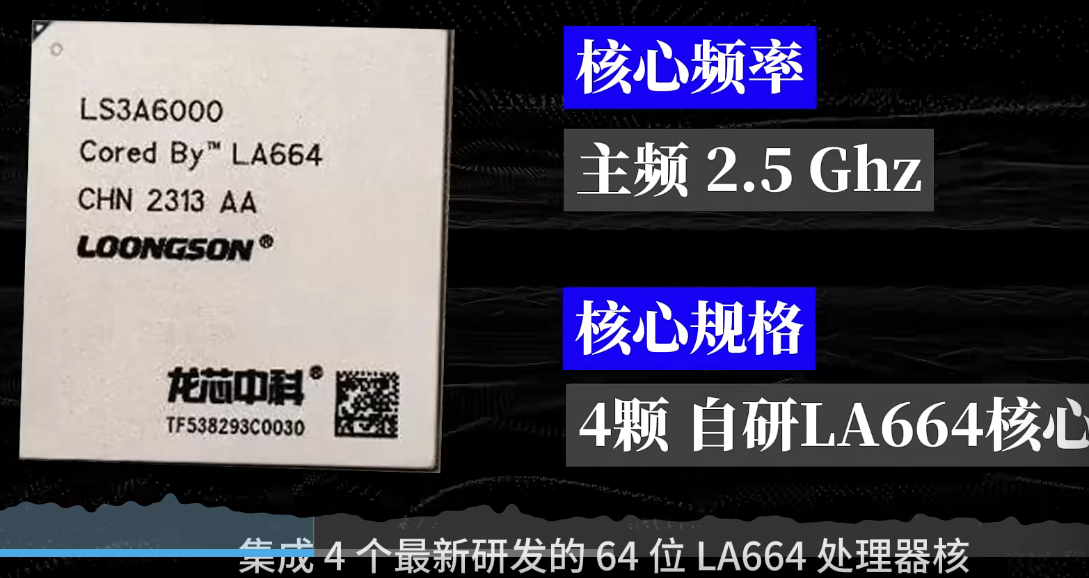 LS3A6000
Cored By™ LA664
CHN 2313 AA
LOONGSON®
龙芯中科®
TF538293C0030
核心频率
主频 2.5 Ghz
核心规格
4颗 自研LA664核心
集成 4 个最新研发的 64 位 LA664 处理器核